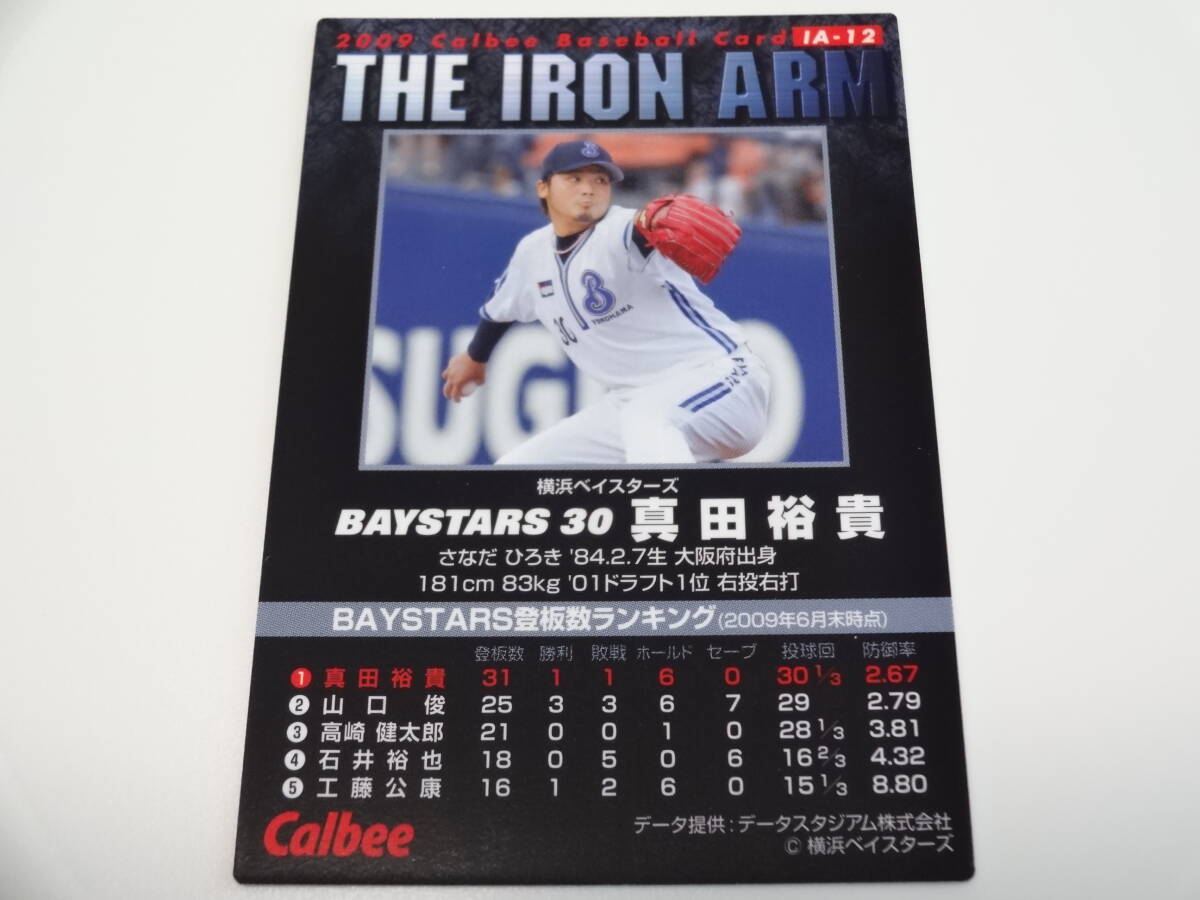 2009 Calbee Baseball Card IA-12
THE IRON ARM
B
YOKOHAMA
30
SUG
横浜ベイスターズ
BAYSTARS 30 真田裕貴
さなだ ひろき '84.2.7生 大阪府出身
181cm 83kg '01ドラフト1位 右投右打
BAYSTARS登板数ランキング(2009年6月末時点)
登板数 勝利 敗戦 ホールド セーブ 投球回 防御率
1 真田裕貴 31 1 1 6 0 30 1/3 2.67
2 山口 俊 25 3 3 6 7 29 2.79
3 高崎 健太郎 21 0 0 1 0 28 1/3 3.81
4 石井裕也 18 0 5 0 6 16 2/3 4.32
5 工藤公康 16 1 2 6 0 15 1/3 8.80
Calbee
データ提供：データスタジアム株式会社
© 横浜ベイスターズ